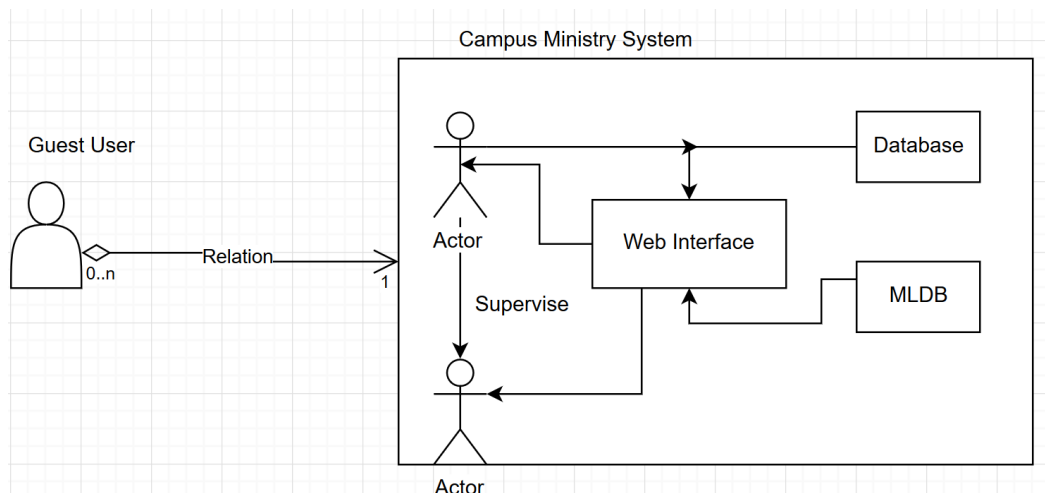 Campus Ministry System
Guest User
Database
Actor
Web Interface
Relation
0..n
1
MLDB
Supervise
Actor